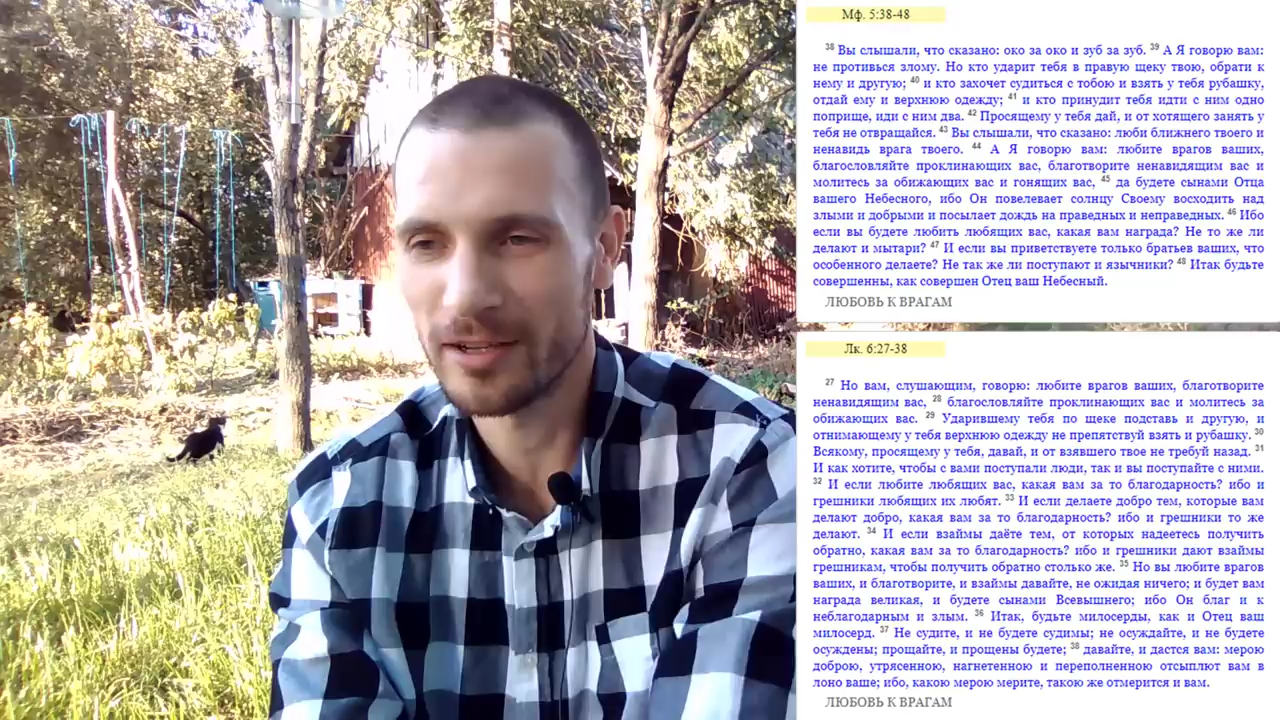 Мф. 5:38-48
38 Вы слышали, что сказано: око за око и зуб за зуб. 39 А Я говорю вам:
не противься злому. Но кто ударит тебя в правую щеку твою, обрати к
нему и другую; 40 и кто захочет судиться с тобою и взять у тебя рубашку,
отдай ему и верхнюю одежду; 41 и кто принудит тебя идти с ним одно
поприще, иди с ним два. 42 Просящему у тебя дай, и от хотящего занять у
тебя не отвращайся. 43 Вы слышали, что сказано: люби ближнего твоего и
ненавидь врага твоего. 44 А Я говорю вам: любите врагов ваших,
благословляйте проклинающих вас, благотворите ненавидящим вас и
молитесь за обижающих вас и гонящих вас, 45 да будете сынами Отца
вашего Небесного, ибо Он повелевает солнцу Своему восходить над
злыми и добрыми и посылает дождь на праведных и неправедных. 46 Ибо
если вы будете любить любящих вас, какая вам награда? Не то же ли
делают и мытари? 47 И если вы приветствуете только братьев ваших, что
особенного делаете? Не так же ли поступают и язычники? 48 Итак будьте
совершенны, как совершен Отец ваш Небесный.
ЛЮБОВЬ К ВРАГАМ
Лк. 6:27-38
27 Но вам, слушающим, говорю: любите врагов ваших, благотворите
ненавидящим вас, 28 благословляйте проклинающих вас и молитесь за
обижающих вас. 29 Ударившему тебя по щеке подставь и другую, и
отнимающему у тебя верхнюю одежду не препятствуй взять и рубашку. 30
Всякому, просящему у тебя, давай, и от взявшего твое не требуй назад. 31
И как хотите, чтобы с вами поступали люди, так и вы поступайте с ними.
32 И если любите любящих вас, какая вам за то благодарность? ибо и
грешники любящих их любят. 33 И если делаете добро тем, которые вам
делают добро, какая вам за то благодарность? ибо и грешники то же
делают. 34 И если взаймы даёте тем, от которых надеетесь получить
обратно, какая вам за то благодарность? ибо и грешники дают взаймы
грешникам, чтобы получить обратно столько же. 35 Но вы любите врагов
ваших, и благотворите, и взаймы давайте, не ожидая ничего; и будет вам
награда великая, и будете сынами Всевышнего; ибо Он благ и к
неблагодарным и злым. 36 Итак, будьте милосерды, как и Отец ваш
милосерд. 37 Не судите, и не будете судимы; не осуждайте, и не будете
осуждены; прощайте, и прощены будете; 38 давайте, и дастся вам: мерою
доброю, утрясенною, нагнетенною и переполненною отсыплют вам в
лоно ваше; ибо, какою мерою мерите, такою же отмерится и вам.
ЛЮБОВЬ К ВРАГАМ